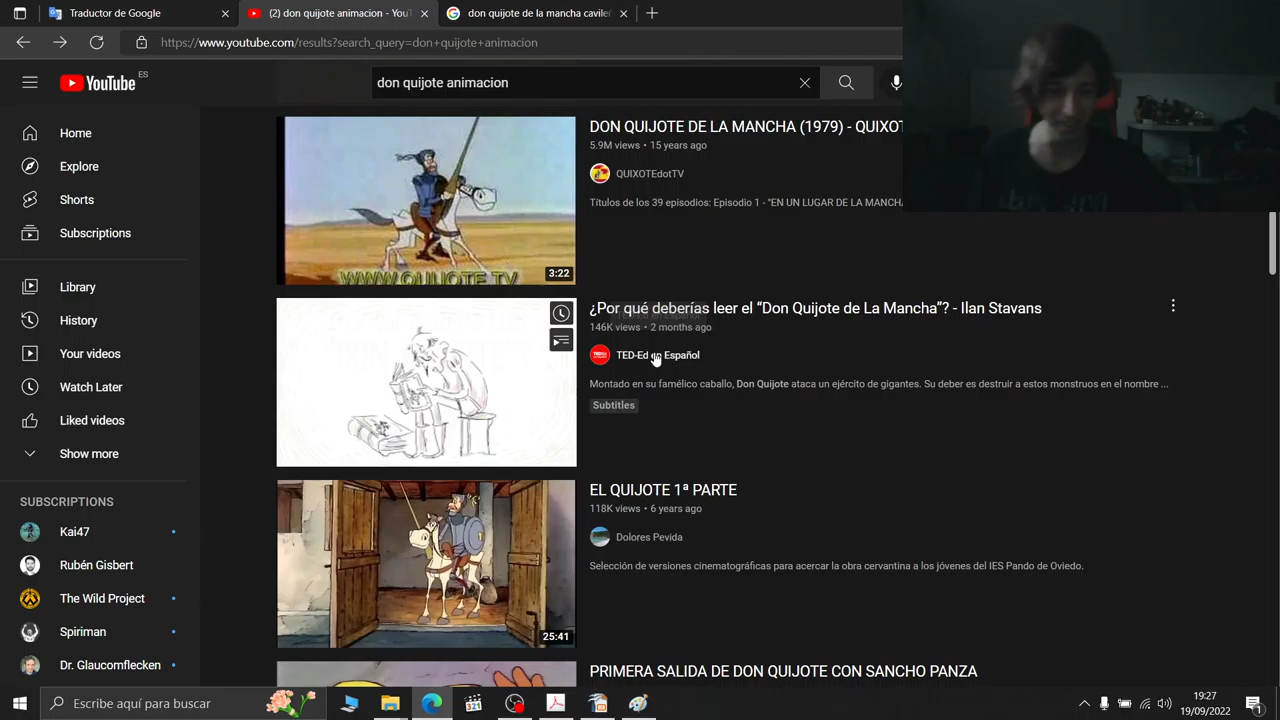 Traductor de Google
(2) don quijote animacion - YouT
don quijote de la mancha cavile
https://www.youtube.com/results?search_query=don+quijote+animacion
YouTube ES
don quijote animacion
Home
Explore
Shorts
Subscriptions
Library
History
Your videos
Watch Later
Liked videos
Show more
SUBSCRIPTIONS
Kai47
Rubén Gisbert
The Wild Project
Spiriman
Dr. Glaucomflecken
DON QUIJOTE DE LA MANCHA (1979) - QUIXO
5.9M views • 15 years ago
QUIXOTEdotTV
Títulos de los 39 episodios: Episodio 1 - "EN UN LUGAR DE LA MANCHA
WWW.QUIJOTE.TV
3:22
¿Por qué deberías leer el “Don Quijote de La Mancha”? - Ilan Stavans
146K views • 2 months ago
TED-Ed en Español
Montado en su famélico caballo, Don Quijote ataca un ejército de gigantes. Su deber es destruir a estos monstruos en el nombre ...
Subtitles
EL QUIJOTE 1ª PARTE
118K views • 6 years ago
Dolores Pevida
Selección de versiones cinematográficas para acercar la obra cervantina a los jóvenes del IES Pando de Oviedo.
25:41
PRIMERA SALIDA DE DON QUIJOTE CON SANCHO PANZA
Escribe aquí para buscar
321
19:27
19/09/2022
1